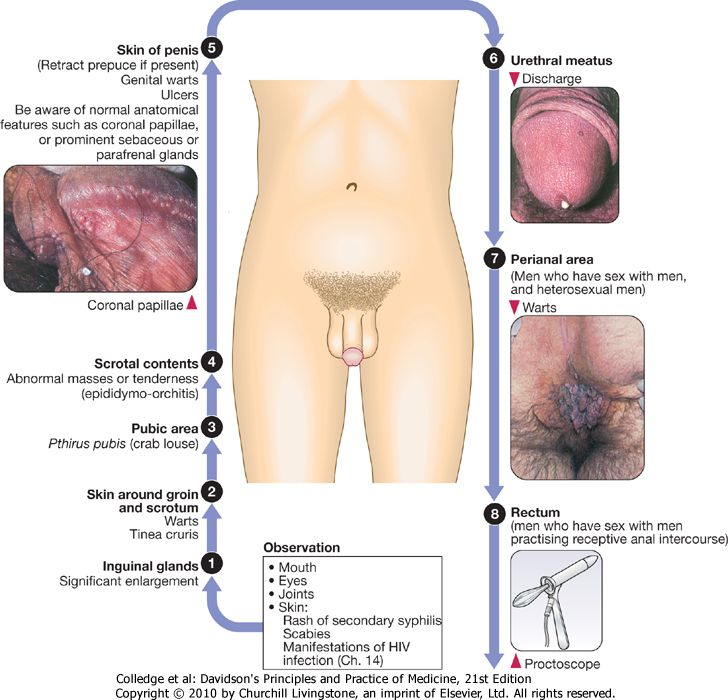 5
Skin of penis
(Retract prepuce if present)
Genital warts
Ulcers
Be aware of normal anatomical
features such as coronal papillae,
or prominent sebaceous or
parafrenal glands
Coronal papillae
4
Scrotal contents
Abnormal masses or tenderness
(epididymo-orchitis)
3
Pubic area
Pthirus pubis (crab louse)
2
Skin around groin
and scrotum
Warts
Tinea cruris
1
Inguinal glands
Significant enlargement
Observation
• Mouth
• Eyes
• Joints
• Skin:
Rash of secondary syphilis
Scabies
Manifestations of HIV
infection (Ch. 14)
6
Urethral meatus
Discharge
7
Perianal area
(Men who have sex with men,
and heterosexual men)
Warts
8
Rectum
(men who have sex with men
practising receptive anal intercourse)
Proctoscope
Colledge et al: Davidson's Principles and Practice of Medicine, 21st Edition
Copyright © 2010 by Churchill Livingstone, an imprint of Elsevier, Ltd. All rights reserved.